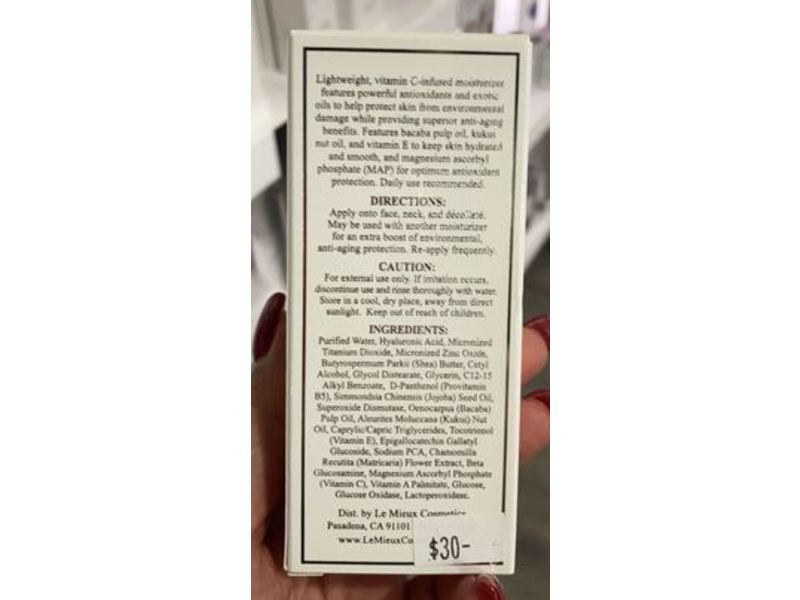 Lightweight, vitamin C-infused moisturizer
features powerful antioxidants and exotic
oils to help protect skin from environmental
damage while providing superior anti-aging
benefits. Features bacaba pulp oil, kukui
nut oil, and vitamin E to keep skin hydrated
and smooth, and magnesium ascorbyl
phosphate (MAP) for optimum antioxidant
protection. Daily use recommended.
DIRECTIONS:
Apply onto face, neck, and décolleté.
May be used with another moisturizer
for an extra boost of environmental,
anti-aging protection. Re-apply frequently.
CAUTION:
For external use only. If irritation occurs,
discontinue use and rinse thoroughly with water.
Store in a cool, dry place, away from direct
sunlight. Keep out of reach of children.
INGREDIENTS:
Purified Water, Hyaluronic Acid, Micronized
Titanium Dioxide, Micronized Zinc Oxide,
Butyrospermum Parkii (Shea) Butter, Cetyl
Alcohol, Glycol Distearate, Glycerin, C12-15
Alkyl Benzoate, D-Panthenol (Provitamin
B5), Simmondsia Chinensis (Jojoba) Seed Oil,
Superoxide Dismutase, Oenocarpus (Bacaba)
Pulp Oil, Aleurites Moluccana (Kukui) Nut
Oil, Caprylic/Capric Triglycerides, Tocotrienol
(Vitamin E), Epigallocatechin Gallatyl
Glucoside, Sodium PCA, Chamomilla
Recutita (Matricaria) Flower Extract, Beta
Glucosamine, Magnesium Ascorbyl Phosphate
(Vitamin C), Vitamin A Palmitate, Glucose,
Glucose Oxidase, Lactoperoxidase.
Dist. by Le Mieux Cosmetics
Pasadena, CA 91101
www.LeMieuxCo
$30-